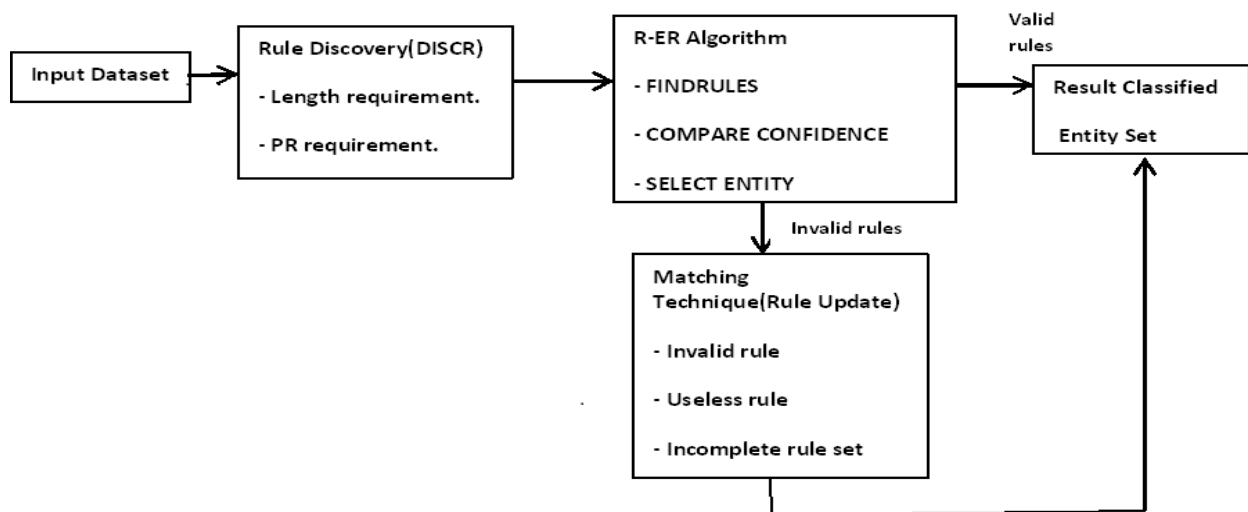 Input Dataset
Rule Discovery(DISCR)
- Length requirement.
- PR requirement.
R-ER Algorithm
- FINDRULES
- COMPARE CONFIDENCE
- SELECT ENTITY
Valid
rules
Result Classified
Entity Set
Invalid rules
Matching
Technique(Rule Update)
- Invalid rule
- Useless rule
- Incomplete rule set